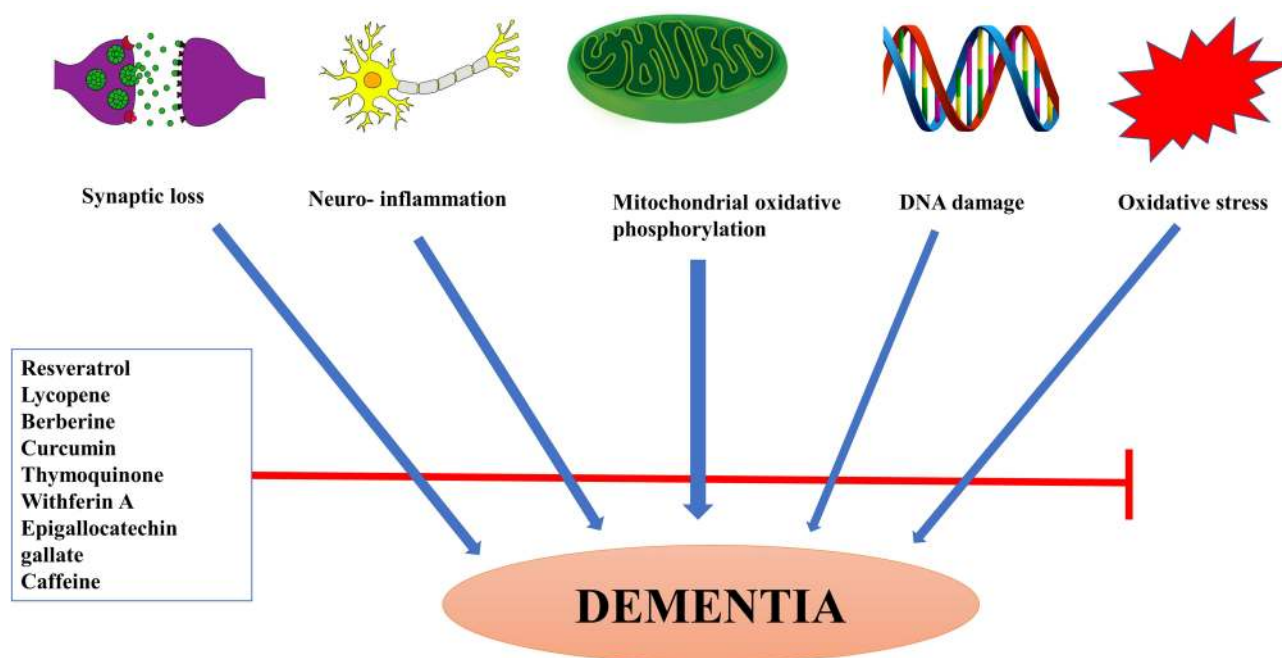 Synaptic loss
Neuro- inflammation
Mitochondrial oxidative
phosphorylation
DNA damage
Oxidative stress
Resveratrol
Lycopene
Berberine
Curcumin
Thymoquinone
Withferin A
Epigallocatechin
gallate
Caffeine
DEMENTIA